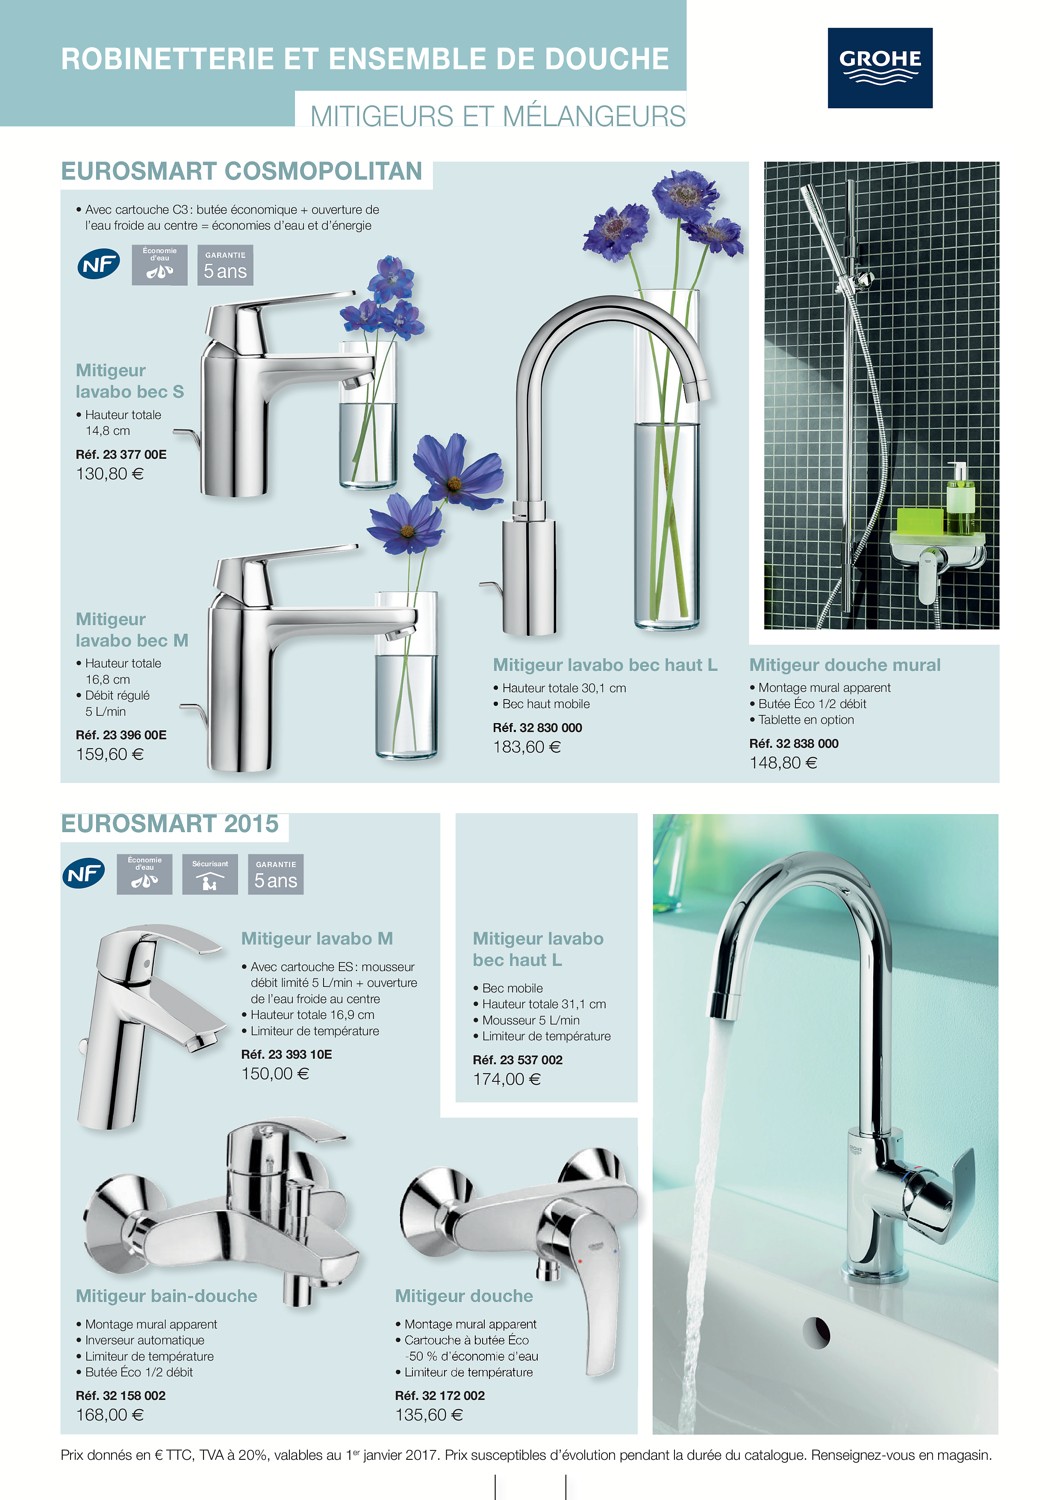 ROBINETTERIE ET ENSEMBLE DE DOUCHE
GROHE
MITIGEURS ET MÉLANGEURS
EUROSMART COSMOPOLITAN
• Avec cartouche C3 : butée économique + ouverture de
l'eau froide au centre = économies d'eau et d'énergie
NF
Économie
d'eau
GARANTIE
5 ans
Mitigeur
lavabo bec S
• Hauteur totale
14,8 cm
Réf. 23 377 00E
130,80 €
Mitigeur
lavabo bec M
• Hauteur totale
16,8 cm
• Débit régulé
5 L/min
Réf. 23 396 00E
159,60 €
Mitigeur lavabo bec haut L
• Hauteur totale 30,1 cm
• Bec haut mobile
Réf. 32 830 000
183,60 €
Mitigeur douche mural
• Montage mural apparent
• Butée Éco 1/2 débit
• Tablette en option
Réf. 32 838 000
148,80 €
EUROSMART 2015
NF
Économie
d'eau
Sécurisant
GARANTIE
5 ans
Mitigeur lavabo M
• Avec cartouche ES : mousseur
débit limité 5 L/min + ouverture
de l'eau froide au centre
• Hauteur totale 16,9 cm
• Limiteur de température
Réf. 23 393 10E
150,00 €
Mitigeur lavabo
bec haut L
• Bec mobile
• Hauteur totale 31,1 cm
• Mousseur 5 L/min
• Limiteur de température
Réf. 23 537 002
174,00 €
Mitigeur bain-douche
• Montage mural apparent
• Inverseur automatique
• Limiteur de température
• Butée Éco 1/2 débit
Réf. 32 158 002
168,00 €
Mitigeur douche
• Montage mural apparent
• Cartouche à butée Éco
-50 % d'économie d'eau
• Limiteur de température
Réf. 32 172 002
135,60 €
Prix donnés en € TTC, TVA à 20%, valables au 1er janvier 2017. Prix susceptibles d'évolution pendant la durée du catalogue. Renseignez-vous en magasin.